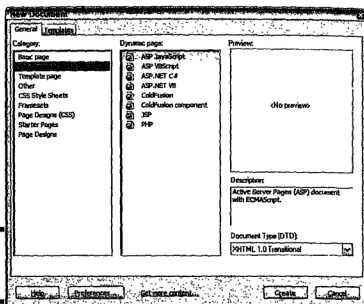 New Document
General Templates
Category:
Basic page
Template page
Other
CSS Style Sheets
Framesets
Page Designs (CSS)
Starter Pages
Page Designs
Dynamic page:
ASP JavaScript
ASP VBScript
ASP.NET C#
ASP.NET VB
ColdFusion
ColdFusion component
JSP
PHP
Preview:
<No preview>
Description:
Active Server Pages (ASP) document
with ECMAScript.
Document Type (DTD):
XHTML 1.0 Transitional
Help Preferences... Get more content... Create Cancel